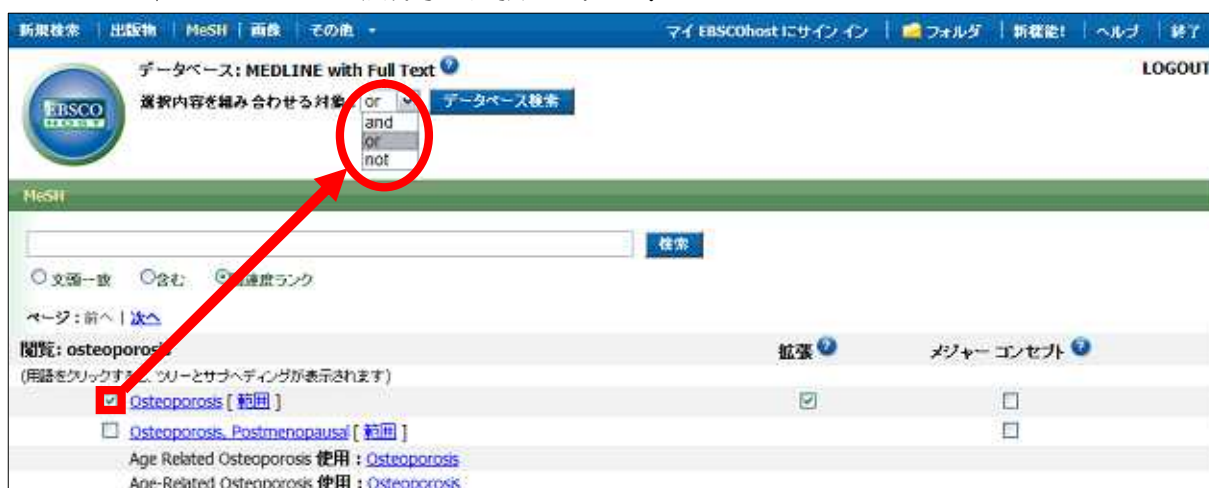 新規検索 | 出版物 | MeSH | 画像 | その他 マイ EBSCOhost にサイン イン | フォルダ | 新機能! | ヘルプ | 終了
データベース: MEDLINE with Full Text LOGOUT
選択内容を組み合わせる対象: or データベース検索
EBSCO
HOST
and
or
not
MeSH
検索
文頭一致 含む 関連度ランク
ページ : 前へ | 次へ
閲覧: osteoporosis 拡張 メジャー コンセプト
(用語をクリックすると、ツリーとサブヘディングが表示されます)
Osteoporosis [ 範囲 ]
Osteoporosis, Postmenopausal [ 範囲 ]
Age Related Osteoporosis 使用 : Osteoporosis
Age-Related Osteoporosis 使用 : Osteoporosis